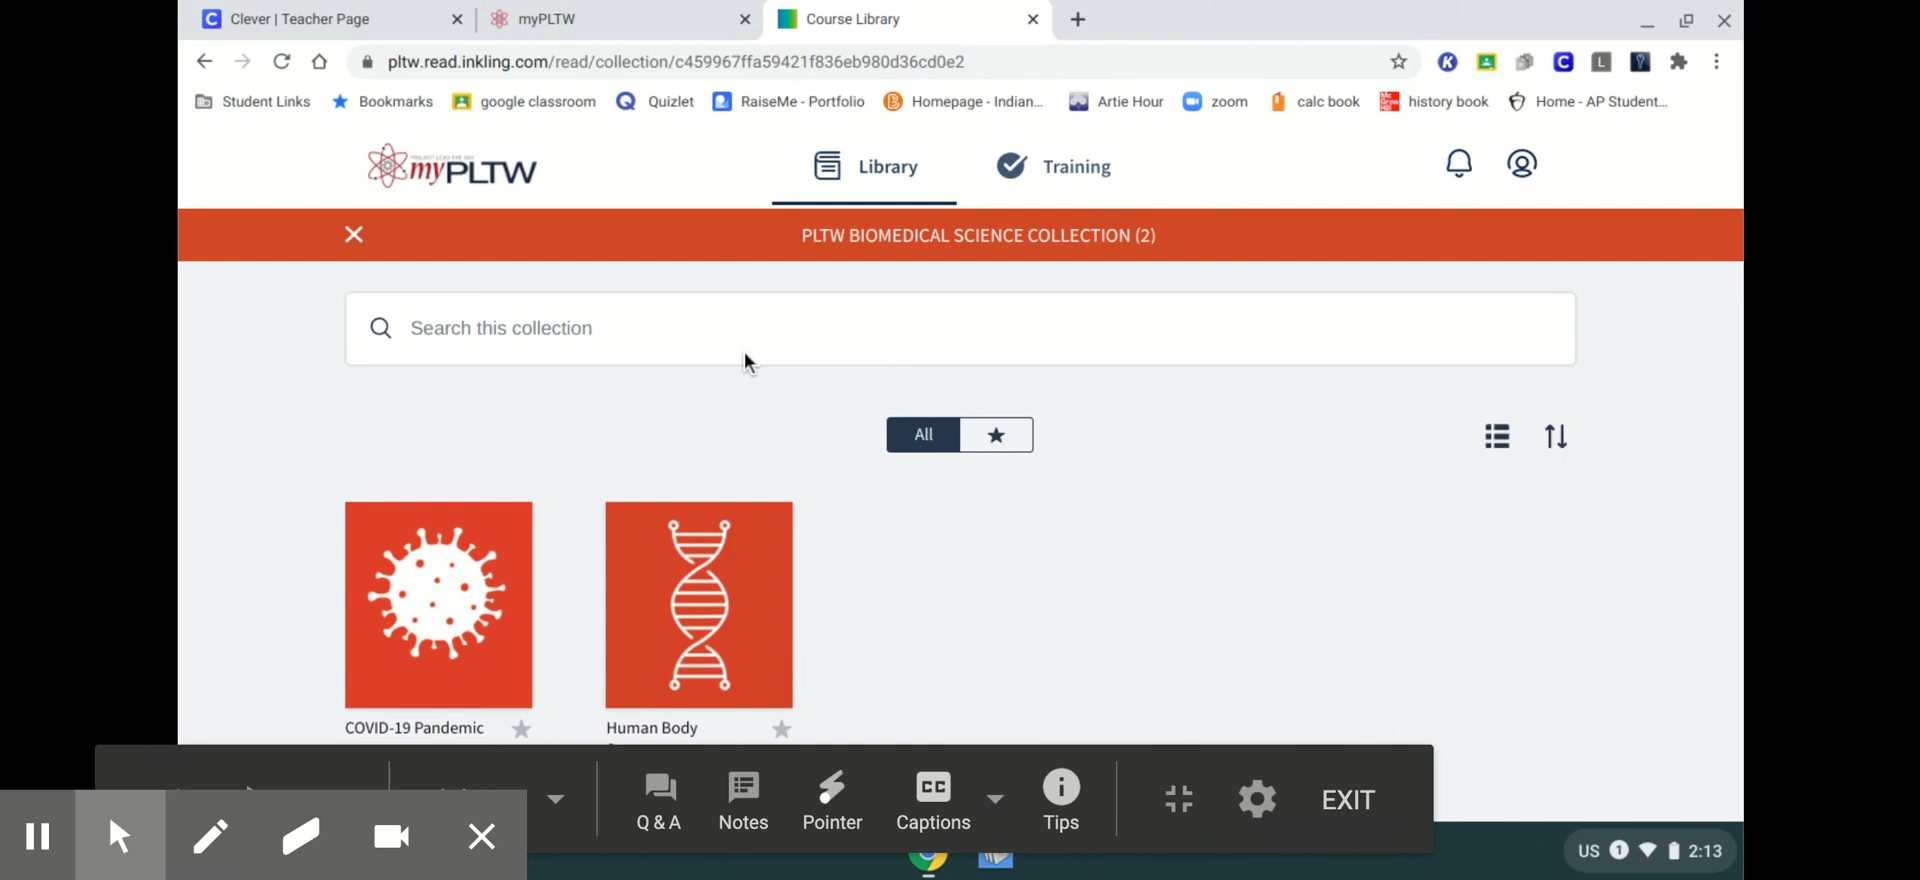 Clever | Teacher Page
myPLTW
Course Library
pltw.read.inkling.com/read/collection/c459967ffa59421f836eb980d36cd0e2
Student Links
Bookmarks
google classroom
Quizlet
RaiseMe - Portfolio
Homepage - Indian...
Artie Hour
zoom
calc book
history book
Home - AP Student...
myPLTW
Library
Training
PLTW BIOMEDICAL SCIENCE COLLECTION (2)
Search this collection
All
COVID-19 Pandemic
Human Body
Q & A
Notes
Pointer
CC
Captions
Tips
EXIT
US 1 2:13